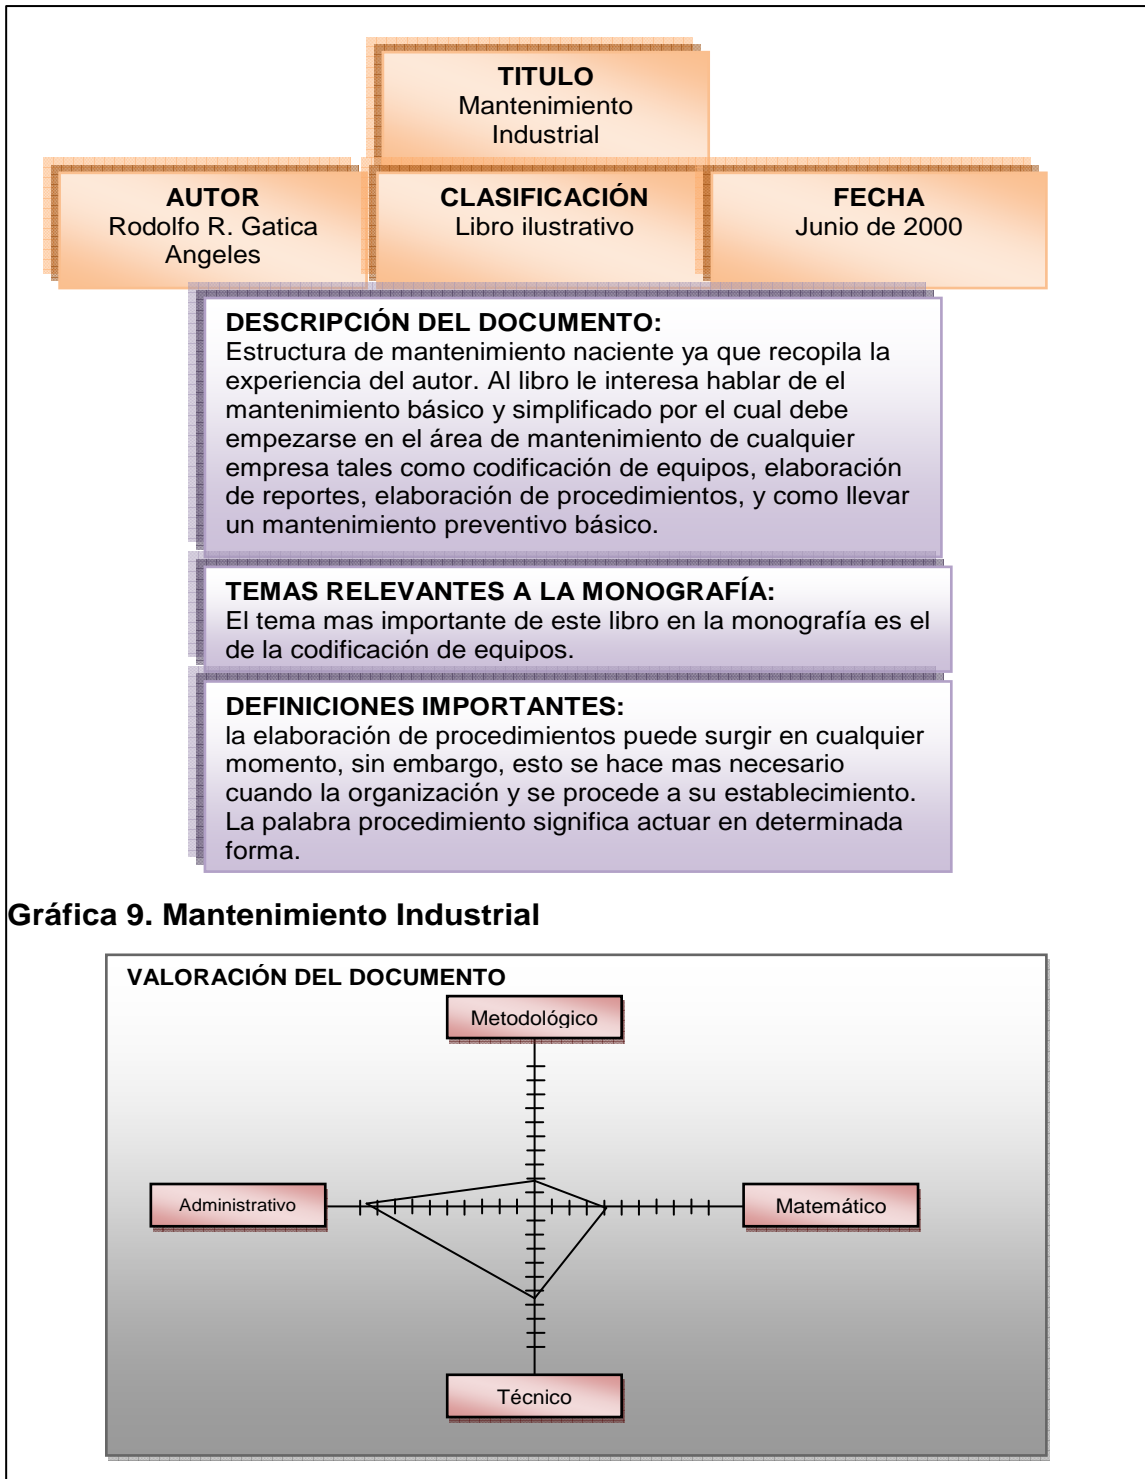 TITULO
Mantenimiento
Industrial
AUTOR
Rodolfo R. Gatica
Angeles
CLASIFICACIÓN
Libro ilustrativo
FECHA
Junio de 2000
DESCRIPCIÓN DEL DOCUMENTO:
Estructura de mantenimiento naciente ya que recopila la
experiencia del autor. Al libro le interesa hablar de el
mantenimiento básico y simplificado por el cual debe
empezarse en el área de mantenimiento de cualquier
empresa tales como codificación de equipos, elaboración
de reportes, elaboración de procedimientos, y como llevar
un mantenimiento preventivo básico.
TEMAS RELEVANTES A LA MONOGRAFÍA:
El tema mas importante de este libro en la monografía es el
de la codificación de equipos.
DEFINICIONES IMPORTANTES:
la elaboración de procedimientos puede surgir en cualquier
momento, sin embargo, esto se hace mas necesario
cuando la organización y se procede a su establecimiento.
La palabra procedimiento significa actuar en determinada
forma.
Gráfica 9. Mantenimiento Industrial
VALORACIÓN DEL DOCUMENTO
Metodológico
Administrativo
Matemático
Técnico